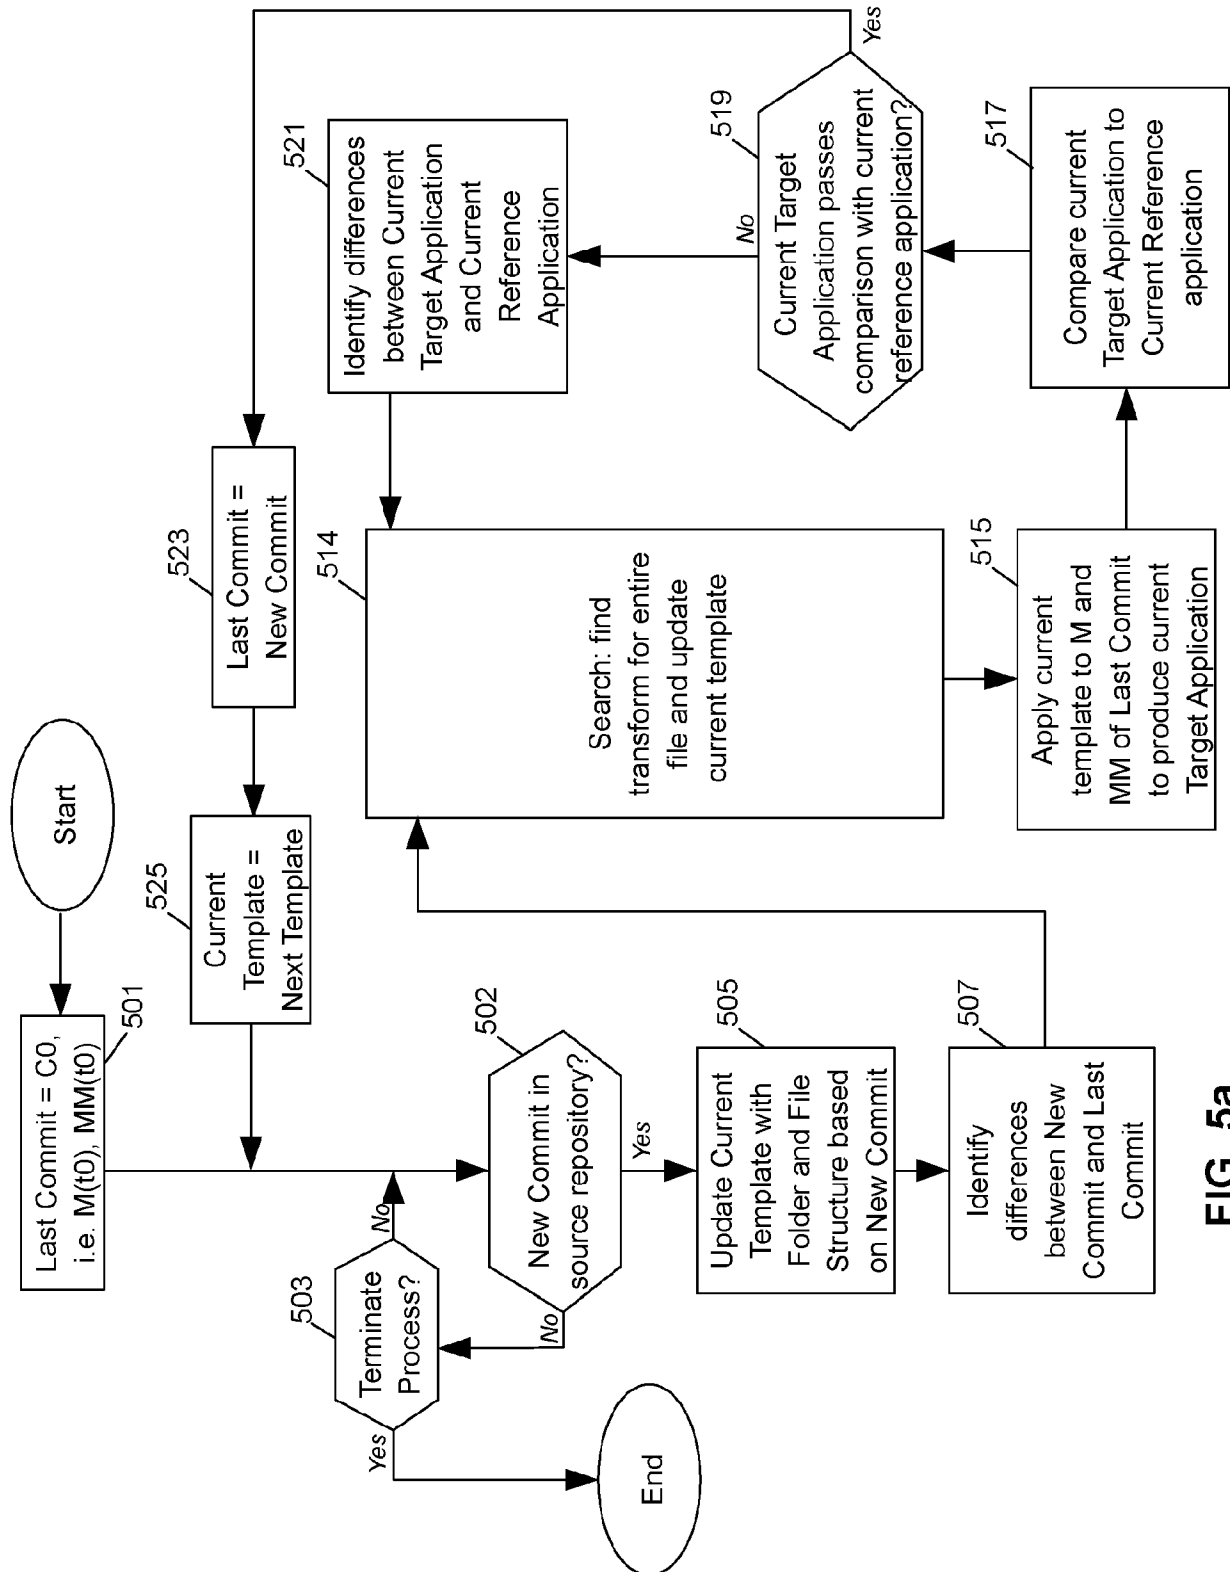 Start
Last Commit = C0,
i.e. M(t0), MM(t0)
501
502
New Commit in
source repository?
No
Yes
503
Terminate
Process?
No
Yes
End
505
Update Current
Template with
Folder and File
Structure based
on New Commit
507
Identify
differences
between New
Commit and Last
Commit
514
Search: find
transform for entire
file and update
current template
515
Apply current
template to M and
MM of Last Commit
to produce current
Target Application
517
Compare current
Target Application to
Current Reference
application
519
Current Target
Application passes
comparison with current
reference application?
No
Yes
521
Identify differences
between Current
Target Application
and Current
Reference
Application
523
Last Commit =
New Commit
525
Current
Template =
Next Template
FIG. 5a